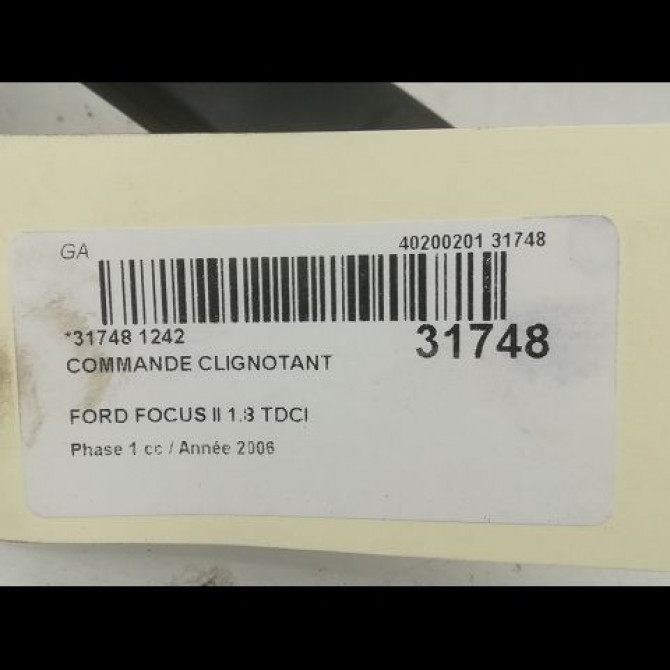 GA
40200201 31748
*31748 1242
31748
COMMANDE CLIGNOTANT
FORD FOCUS II 1.8 TDCI
Phase 1 cc / Année 2006